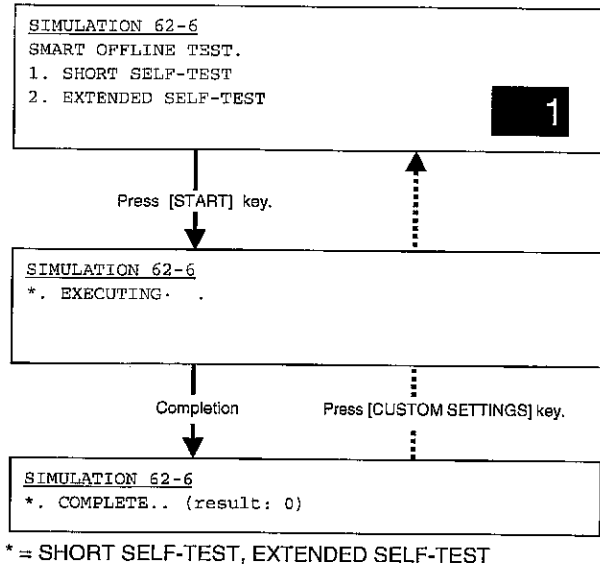 SIMULATION 62-6
SMART OFFLINE TEST.
1. SHORT SELF-TEST
2. EXTENDED SELF-TEST
1
Press [START] key.
SIMULATION 62-6
*. EXECUTING· .
Completion
Press [CUSTOM SETTINGS] key.
SIMULATION 62-6
*. COMPLETE.. (result: 0)
* = SHORT SELF-TEST, EXTENDED SELF-TEST